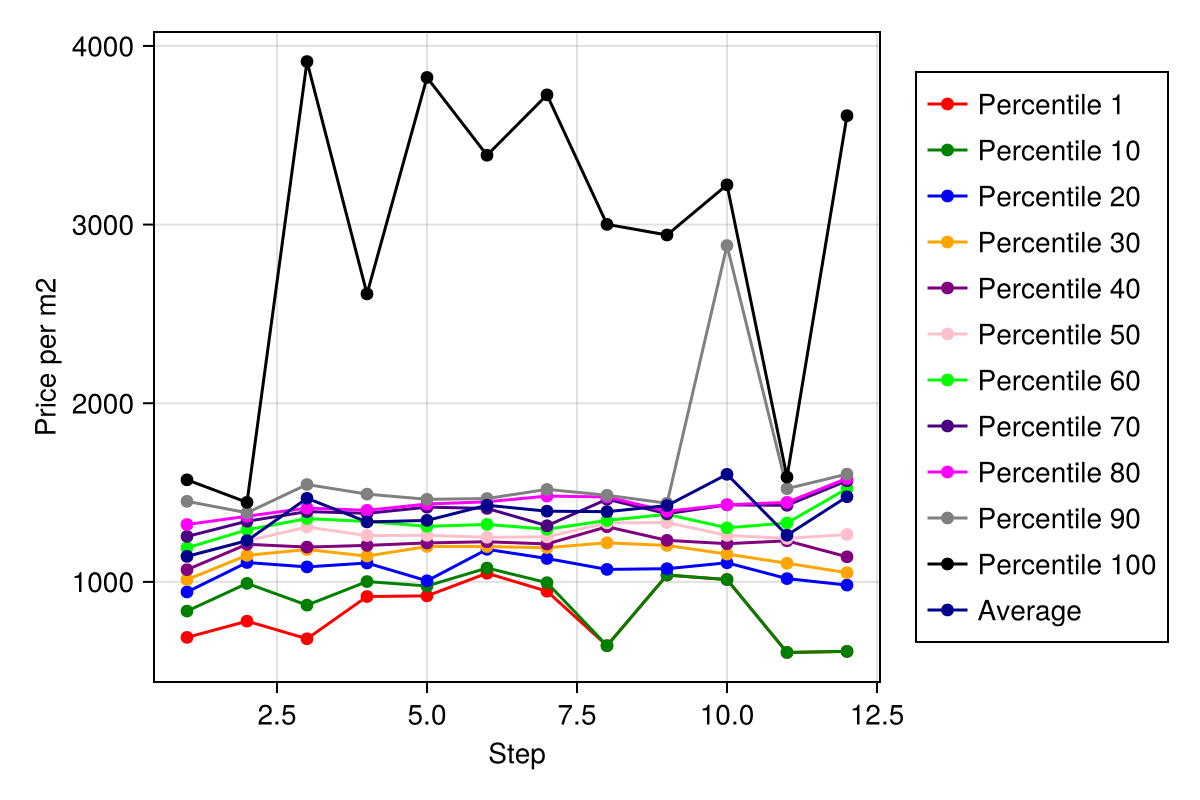 4000
3000
2000
1000
Price per m2
2.5 5.0 7.5 10.0 12.5
Step
Percentile 1
Percentile 10
Percentile 20
Percentile 30
Percentile 40
Percentile 50
Percentile 60
Percentile 70
Percentile 80
Percentile 90
Percentile 100
Average